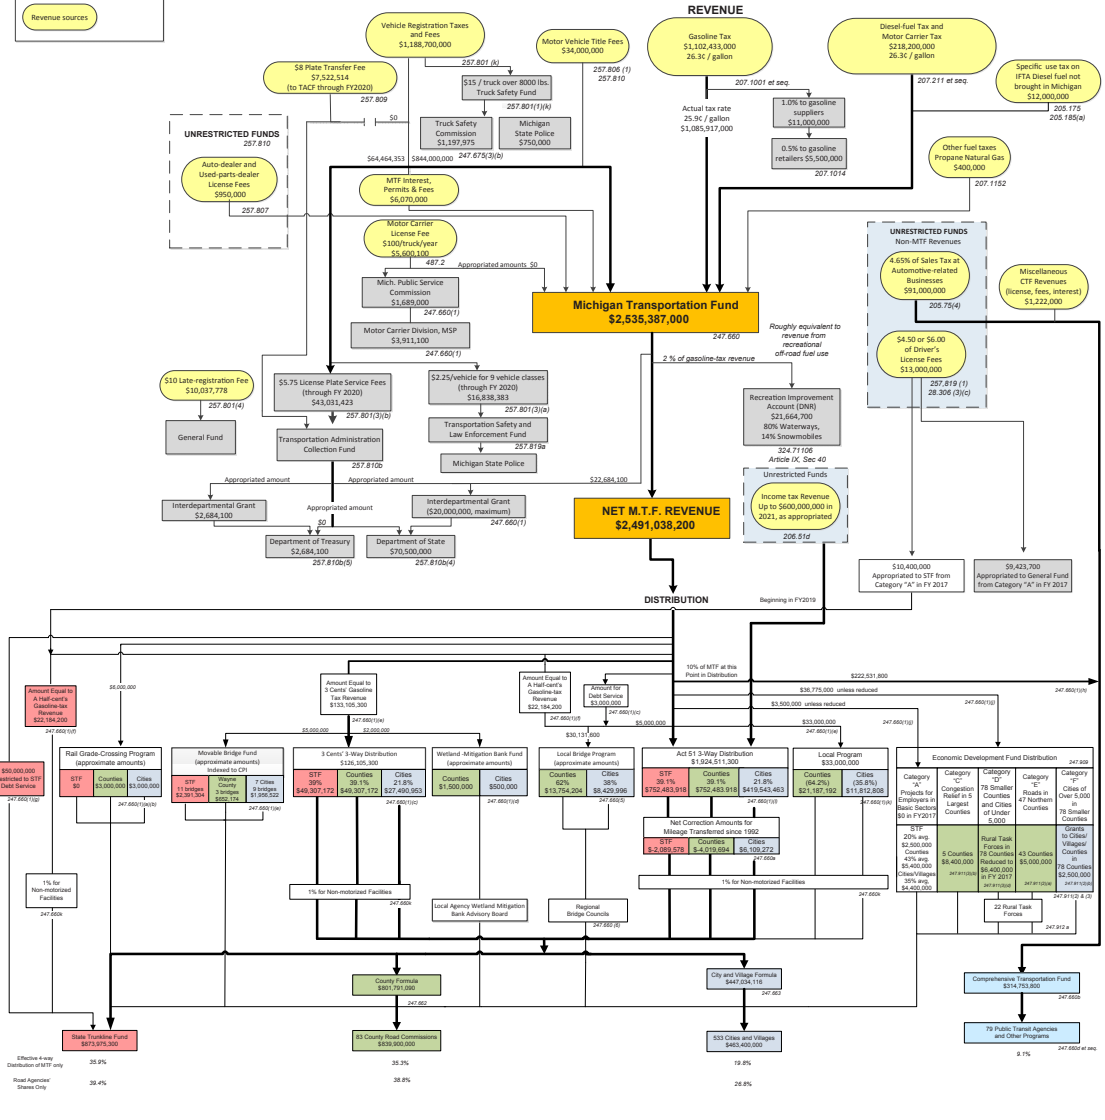 Revenue sources
REVENUE
Vehicle Registration Taxes
and Fees
$1,188,700,000
257.801 (k)
Motor Vehicle Title Fees
$34,000,000
257.806 (1)
257.810
Gasoline Tax
$1,102,433,000
26.3¢ / gallon
207.1001 et seq.
Diesel-fuel Tax and
Motor Carrier Tax
$218,200,000
26.3¢ / gallon
207.211 et seq.
Specific use tax on
IFTA Diesel fuel not
brought in Michigan
$12,000,000
205.175
205.185(a)
$8 Plate Transfer Fee
$7,522,514
(to TACF through FY2020)
257.809
$0
$15 / truck over 8000 lbs.
Truck Safety Fund
257.801(1)(k)
Truck Safety
Commission
$1,197,975
247.675(3)(b)
Michigan
State Police
$750,000
Actual tax rate
25.9¢ / gallon
$1,085,917,000
1.0% to gasoline
suppliers
$11,000,000
0.5% to gasoline
retailers $5,500,000
207.1014
Other fuel taxes
Propane Natural Gas
$400,000
207.1152
UNRESTRICTED FUNDS
257.810
Auto-dealer and
Used-parts-dealer
License Fees
$950,000
257.807
$64,464,353
$844,000,000
MTF Interest,
Permits & Fees
$6,070,000
Motor Carrier
License Fee
$100/truck/year
$5,600,100
487.2
Appropriated amounts $0
Mich. Public Service
Commission
$1,689,000
247.660(1)
Motor Carrier Division, MSP
$3,911,100
247.660(1)
Michigan Transportation Fund
$2,535,387,000
247.660
UNRESTRICTED FUNDS
Non-MTF Revenues
4.65% of Sales Tax at
Automotive-related
Businesses
$91,000,000
205.75(4)
$4.50 or $6.00
of Driver's
License Fees
$13,000,000
257,819 (1)
28.306 (3)(c)
Miscellaneous
CTF Revenues
(license, fees, interest)
$1,222,000
Roughly equivalent to
revenue from
recreational
off-road fuel use
2 % of gasoline-tax revenue
Recreation Improvement
Account (DNR)
$21,664,700
80% Waterways,
14% Snowmobiles
324.71106
Article IX, Sec 40
$10 Late-registration Fee
$10,037,778
257.801(4)
General Fund
$5.75 License Plate Service Fees
(through FY 2020)
$43,031,423
257.801(3)(b)
Transportation Administration
Collection Fund
257.810b
$2.25/vehicle for 9 vehicle classes
(through FY 2020)
$16,838,383
257.801(3)(a)
Transportation Safety and
Law Enforcement Fund
257.819a
Michigan State Police
Appropriated amount
Appropriated amount
$22,684,100
Interdepartmental Grant
$2,684,100
Appropriated amount
Interdepartmental Grant
($20,000,000, maximum)
247.660(1)
$0
Department of Treasury
$2,684,100
257.810b(5)
Department of State
$70,500,000
257.810b(4)
NET M.T.F. REVENUE
$2,491,038,200
Unrestricted Funds
Income tax Revenue
Up to $600,000,000 in
2021, as appropriated
206.51d
$10,400,000
Appropriated to STF from
Category "A" in FY 2017
$9,423,700
Appropriated to General Fund
from Category "A" in FY 2017
DISTRIBUTION
Beginning in FY2019
10% of MTF at this
Point in Distribution
$222,531,800
247.660(1)(h)
$36,775,000 unless reduced
247.660(1)(j)
$3,500,000 unless reduced
247.660(1)(g)
Amount Equal to
A Half-cent's
Gasoline-tax
Revenue
$22,184,200
247.660(1)(f)
$6,000,000
Amount Equal to
3 Cents' Gasoline
Tax Revenue
$133,105,300
247.660(1)(e)
$5,000,000
$2,000,000
Amount Equal to
A Half-cent's
Gasoline-tax
Revenue
$22,184,200
247.660(1)(f)
Amount for
Debt Service
$3,000,000
247.660(1)(c)
$5,000,000
$30,131,800
$33,000,000
247.660(1)(e)
$50,000,000
stricted to STF
Debt Service
247.660(1)(g)
Rail Grade-Crossing Program
(approximate amounts)
STF
$0
Counties
$3,000,000
Cities
$3,000,000
247.660(1)(a)(b)
Movable Bridge Fund
(approximate amounts)
Indexed to CPI
STF
11 bridges
$2,391,304
Wayne
County
3 bridges
$652,174
7 Cities
9 bridges
$1,956,522
247.660(1)(e)
3 Cents' 3-Way Distribution
$126,105,300
STF
39%
$49,307,172
Counties
39.1%
$49,307,172
Cities
21.8%
$27,490,953
247.660(1)(c)
Wetland -Mitigation Bank Fund
(approximate amounts)
Counties
$1,500,000
Cities
$500,000
247.660(1)(d)
Local Bridge Program
(approximate amounts)
Counties
62%
$13,754,204
Cities
38%
$8,429,996
247.660(5)
Act 51 3-Way Distribution
$1,924,511,300
STF
39.1%
$752,483,918
Counties
39.1%
$752,483,918
Cities
21.8%
$419,543,463
247.660(1)(l)
Net Correction Amounts for
Mileage Transferred since 1992
STF
$-2,089,578
Counties
$-4,019,694
Cities
$6,109,272
247.660a
Local Program
$33,000,000
Counties
(64.2%)
$21,187,192
Cities
(35.8%)
$11,812,808
247.660(1)(k)
Economic Development Fund Distribution
247.909
Category
"A"
Projects for
Employers in
Basic Sectors
$0 in FY2017
STF
20% avg.
$2,500,000
Counties
43% avg.
$5,400,000
Cities/Villages
35% avg.
$4,400,000
Category
"C"
Congestion
Relief in 5
Largest
Counties
5 Counties
$8,400,000
Category
"D"
78 Smaller
Counties
and Cities
of Under
5,000
Rural Task
Forces in
78 Counties
Reduced to
$6,400,000
in FY 2017
Category
"E"
Roads in
47 Northern
Counties
43 Counties
$5,000,000
Category
"F"
Cities of
Over 5,000
in
78 Smaller
Counties
Grants
to Cities/
Villages/
Counties
in
78 Counties
$2,500,000
247.911(2) & (3)
22 Rural Task
Forces
247.912 a
1% for
Non-motorized
Facilities
247.660k
1% for Non-motorized Facilities
247.660k
Local Agency Wetland Mitigation
Bank Advisory Board
Regional
Bridge Councils
247.660 (6)
1% for Non-motorized Facilities
247.660k
County Formula
$801,791,090
247.662
City and Village Formula
$447,034,116
247.663
Comprehensive Transportation Fund
$314,753,800
247.660b
State Trunkline Fund
$873,975,300
83 County Road Commissions
$839,900,000
533 Cities and Villages
$463,400,000
79 Public Transit Agencies
and Other Programs
247.660d et seq.
Effective 4-way
Distribution of MTF only
35.9%
35.3%
19.8%
9.1%
Road Agencies'
Shares Only
39.4%
38.8%
26.8%